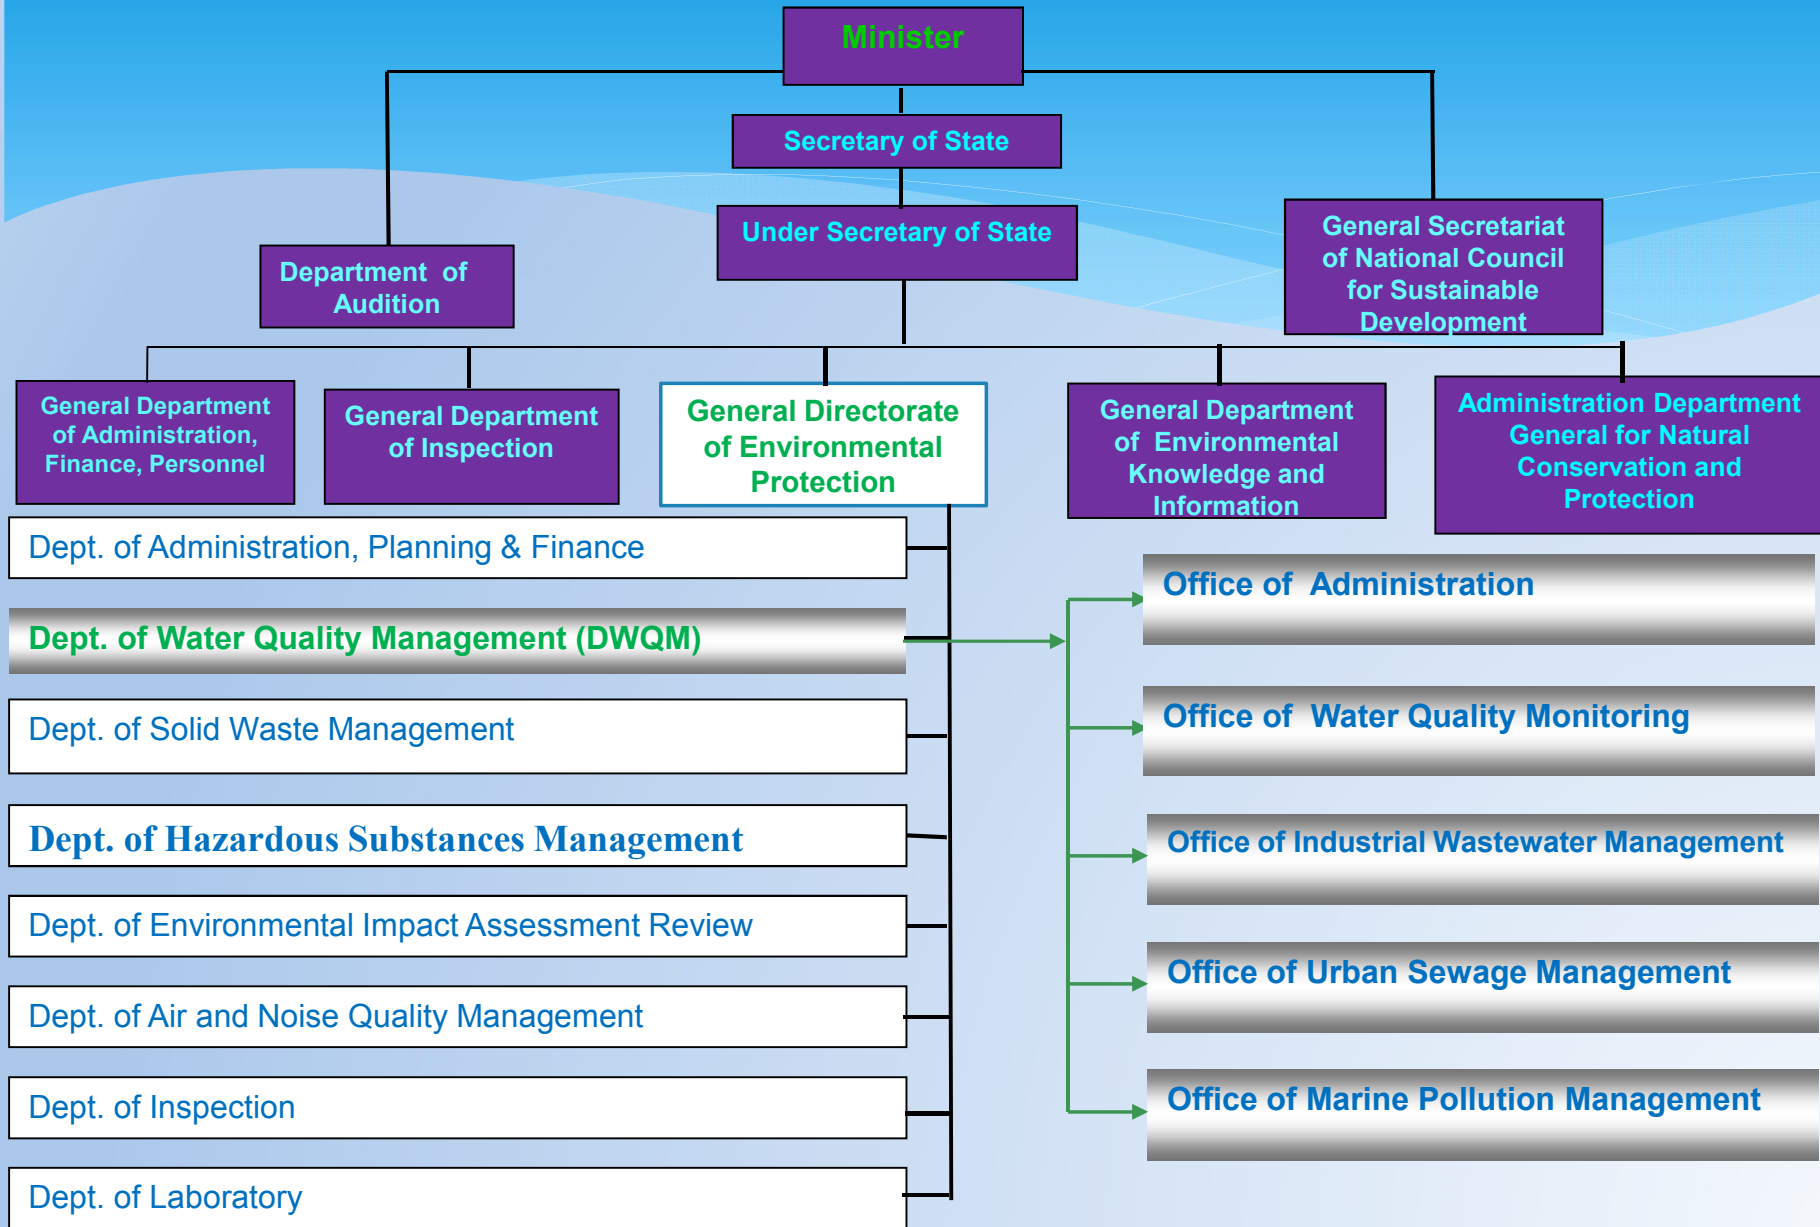 Minister
Secretary of State
Under Secretary of State
Department of
Audition
General Secretariat
of National Council
for Sustainable
Development
General Department
of Administration,
Finance, Personnel
General Department
of Inspection
General Directorate
of Environmental
Protection
General Department
of Environmental
Knowledge and
Information
Administration Department
General for Natural
Conservation and
Protection
Dept. of Administration, Planning & Finance
Dept. of Water Quality Management (DWQM)
Dept. of Solid Waste Management
Dept. of Hazardous Substances Management
Dept. of Environmental Impact Assessment Review
Dept. of Air and Noise Quality Management
Dept. of Inspection
Dept. of Laboratory
Office of Administration
Office of Water Quality Monitoring
Office of Industrial Wastewater Management
Office of Urban Sewage Management
Office of Marine Pollution Management